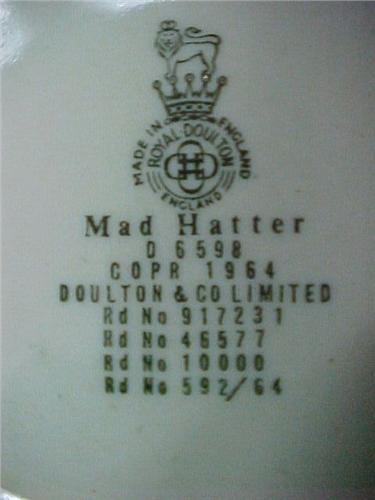 MADE IN ENGLAND
ROYAL·DOULTON
ENGLAND
Mad Hatter
D 6598
COPR 1964
DOULTON & CO LIMITED
Rd No 917231
Rd No 46577
Rd No 10000
Rd No 592/64